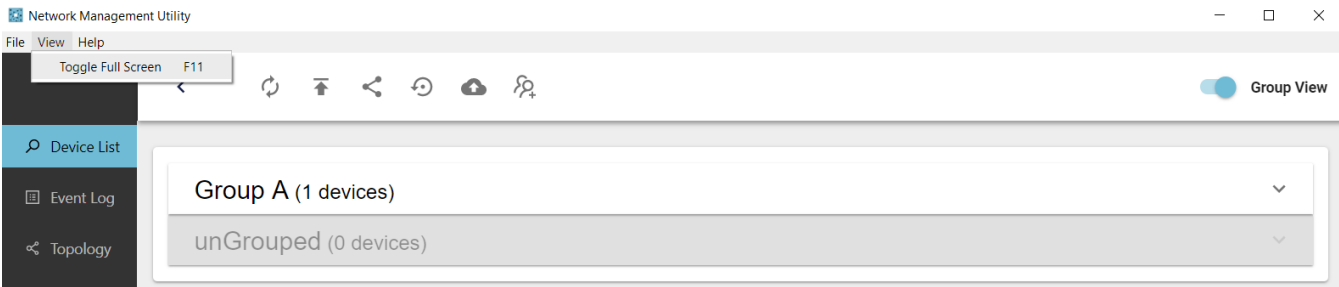 Network Management Utility
File View Help
Toggle Full Screen F11
Group View
Device List
Group A (1 devices)
Event Log
unGrouped (0 devices)
Topology